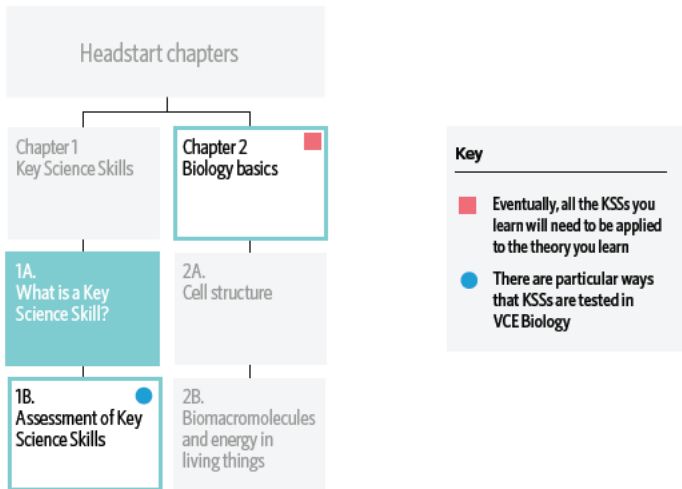 Headstart chapters
Chapter 1
Key Science Skills
Chapter 2
Biology basics
1A.
What is a Key
Science Skill?
2A.
Cell structure
1B.
Assessment of Key
Science Skills
2B.
Biomacromolecules
and energy in
living things
Key
Eventually, all the KSSs you
learn will need to be applied
to the theory you learn
There are particular ways
that KSSs are tested in
VCE Biology